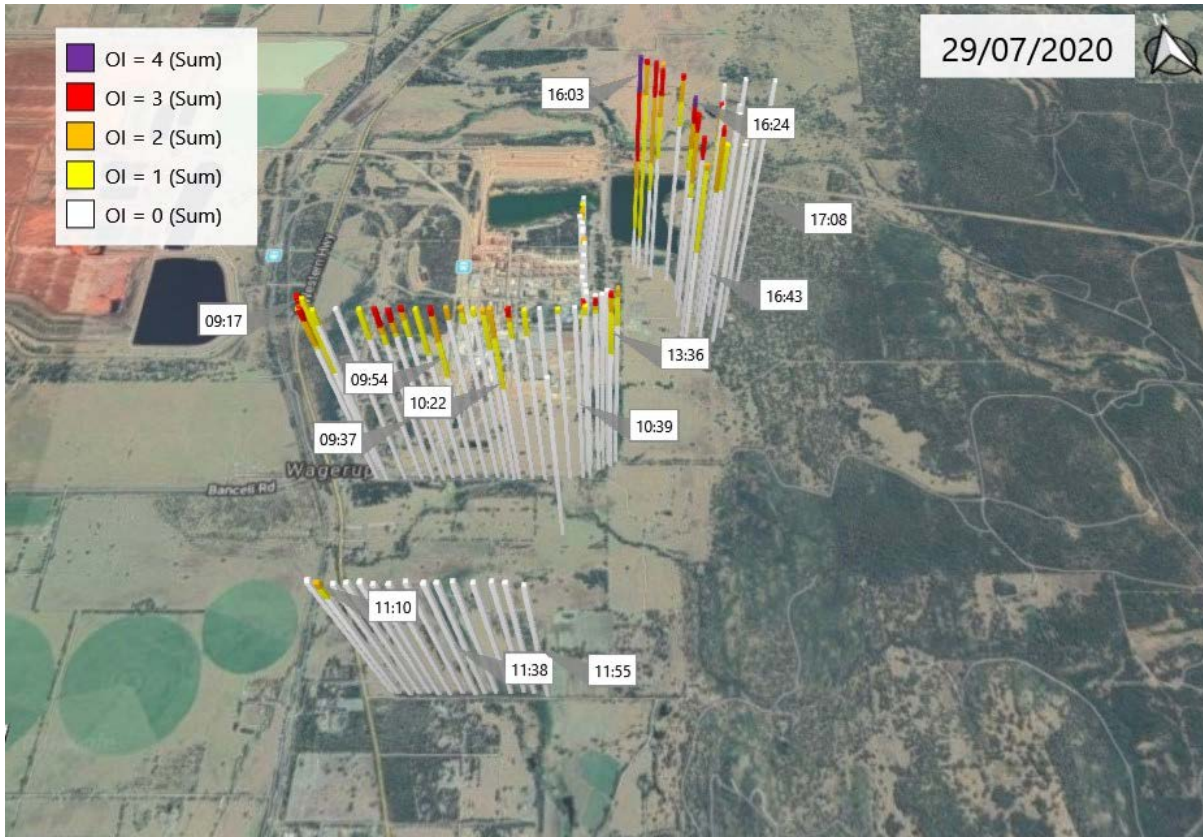 OI = 4 (Sum)
OI = 3 (Sum)
OI = 2 (Sum)
OI = 1 (Sum)
OI = 0 (Sum)
29/07/2020
N
16:03
16:24
17:08
16:43
09:17
13:36
09:54
10:22
10:39
09:37
Wagerup
Bancell Rd
11:10
11:38
11:55